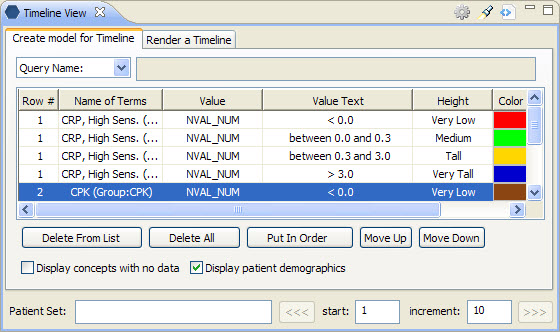 Timeline View
Create model for Timeline Render a Timeline
Query Name:
Row # Name of Terms Value Value Text Height Color
1 CRP, High Sens. (... NVAL_NUM < 0.0 Very Low
1 CRP, High Sens. (... NVAL_NUM between 0.0 and 0.3 Medium
1 CRP, High Sens. (... NVAL_NUM between 0.3 and 3.0 Tall
1 CRP, High Sens. (... NVAL_NUM > 3.0 Very Tall
2 CPK (Group:CPK) NVAL_NUM < 0.0 Very Low
Delete From List Delete All Put In Order Move Up Move Down
Display concepts with no data Display patient demographics
Patient Set: <<< start: 1 increment: 10 >>>